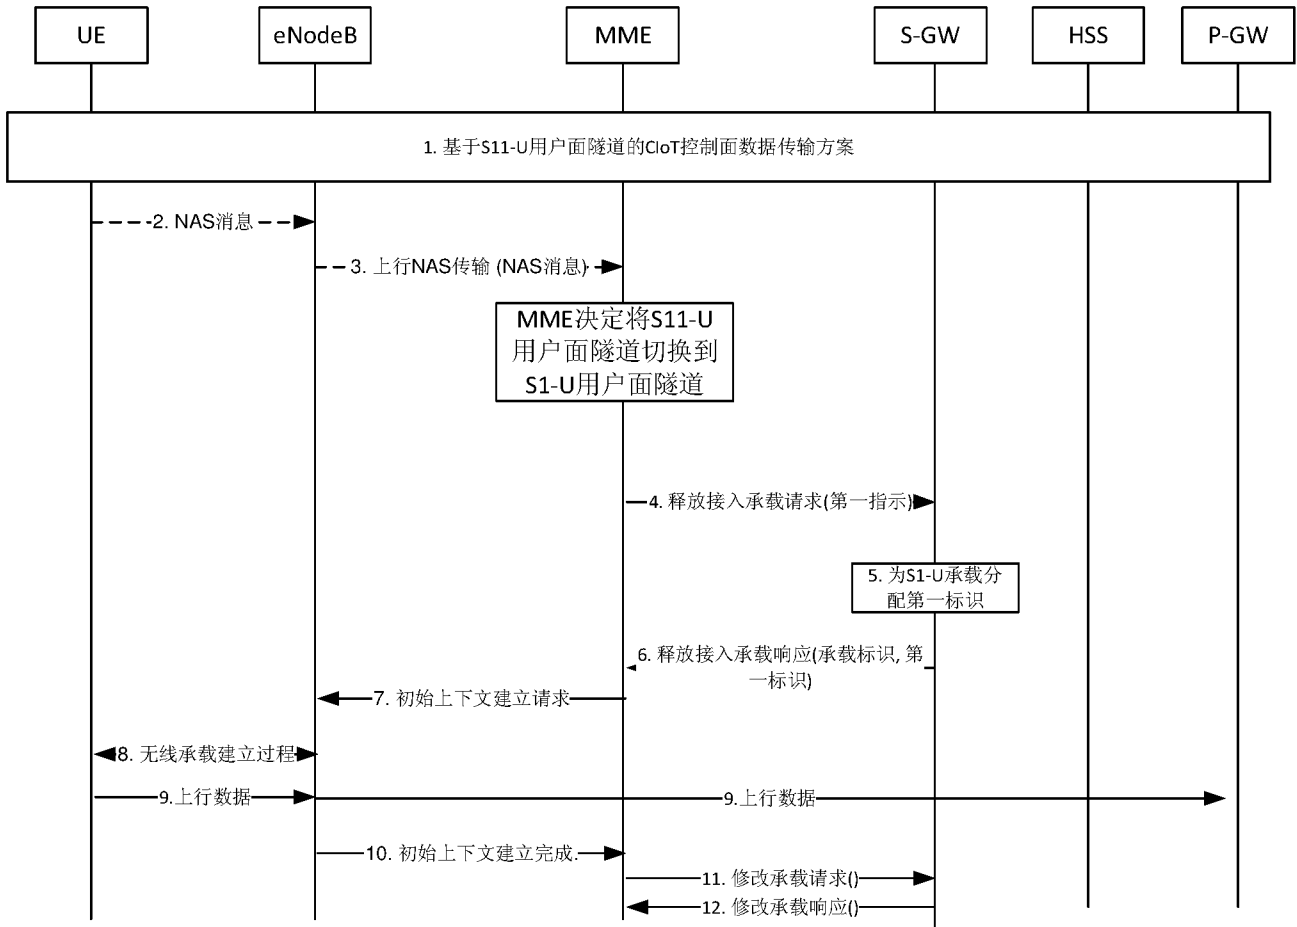 UE
eNodeB
MME
S-GW
HSS
P-GW
1. 基于S11-U用户面隧道的CIoT控制面数据传输方案
2. NAS消息
3. 上行NAS传输 (NAS消息)
MME决定将S11-U
用户面隧道切换到
S1-U用户面隧道
4. 释放接入承载请求(第一指示)
5. 为S1-U承载分
配第一标识
6. 释放接入承载响应(承载标识, 第
一标识)
7. 初始上下文建立请求
8. 无线承载建立过程
9.上行数据
9.上行数据
10. 初始上下文建立完成.
11. 修改承载请求()
12. 修改承载响应()